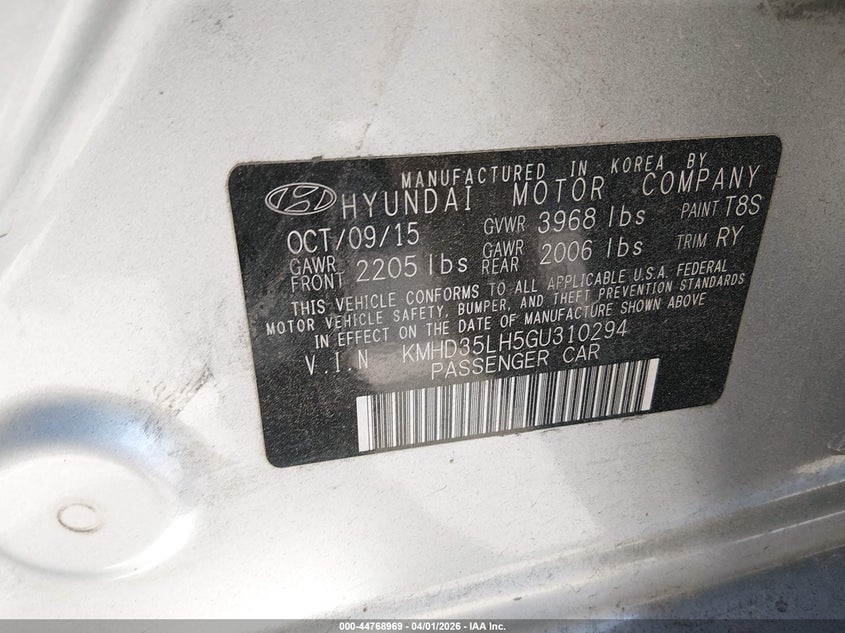 MANUFACTURED IN KOREA BY
HYUNDAI MOTOR COMPANY
OCT/09/15 GVWR 3968 lbs PAINT T8S
GAWR FRONT 2205 lbs GAWR REAR 2006 lbs TRIM RY
THIS VEHICLE CONFORMS TO ALL APPLICABLE U.S.A. FEDERAL
MOTOR VEHICLE SAFETY, BUMPER, AND THEFT PREVENTION STANDARDS
IN EFFECT ON THE DATE OF MANUFACTURE SHOWN ABOVE
V.I.N KMHD35LH5GU310294
PASSENGER CAR
000-44768969 | 04/01/2026 | IAA Inc.